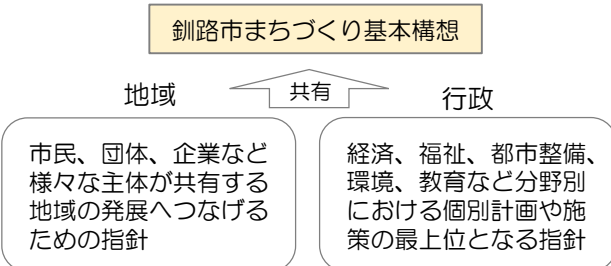 釧路市まちづくり基本構想
共有
地域
行政
市民、団体、企業など
様々な主体が共有する
地域の発展へつなげる
ための指針
経済、福祉、都市整備、
環境、教育など分野別
における個別計画や施
策の最上位となる指針